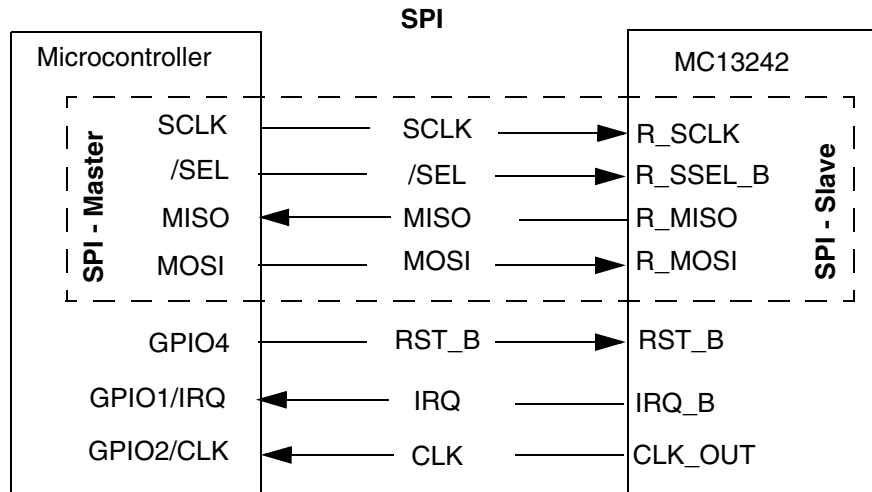 SPI
Microcontroller MC13242
SPI - Master
SPI - Slave
SCLK SCLK R_SCLK
/SEL /SEL R_SSEL_B
MISO MISO R_MISO
MOSI MOSI R_MOSI
GPIO4 RST_B RST_B
GPIO1/IRQ IRQ IRQ_B
GPIO2/CLK CLK CLK_OUT